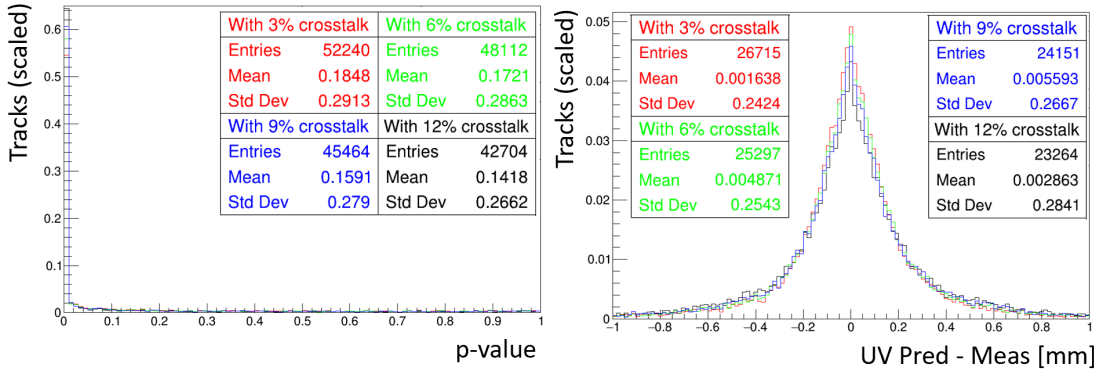 Tracks (scaled)
0.6
0.5
0.4
0.3
0.2
0.1
0
0 0.1 0.2 0.3 0.4 0.5 0.6 0.7 0.8 0.9 1
p-value
With 3% crosstalk
Entries 52240
Mean 0.1848
Std Dev 0.2913
With 6% crosstalk
Entries 48112
Mean 0.1721
Std Dev 0.2863
With 9% crosstalk
Entries 45464
Mean 0.1591
Std Dev 0.279
With 12% crosstalk
Entries 42704
Mean 0.1418
Std Dev 0.2662
Tracks (scaled)
0.05
0.04
0.03
0.02
0.01
0
−1 −0.8 −0.6 −0.4 −0.2 0 0.2 0.4 0.6 0.8 1
UV Pred - Meas [mm]
With 3% crosstalk
Entries 26715
Mean 0.001638
Std Dev 0.2424
With 6% crosstalk
Entries 25297
Mean 0.004871
Std Dev 0.2543
With 9% crosstalk
Entries 24151
Mean 0.005593
Std Dev 0.2667
With 12% crosstalk
Entries 23264
Mean 0.002863
Std Dev 0.2841